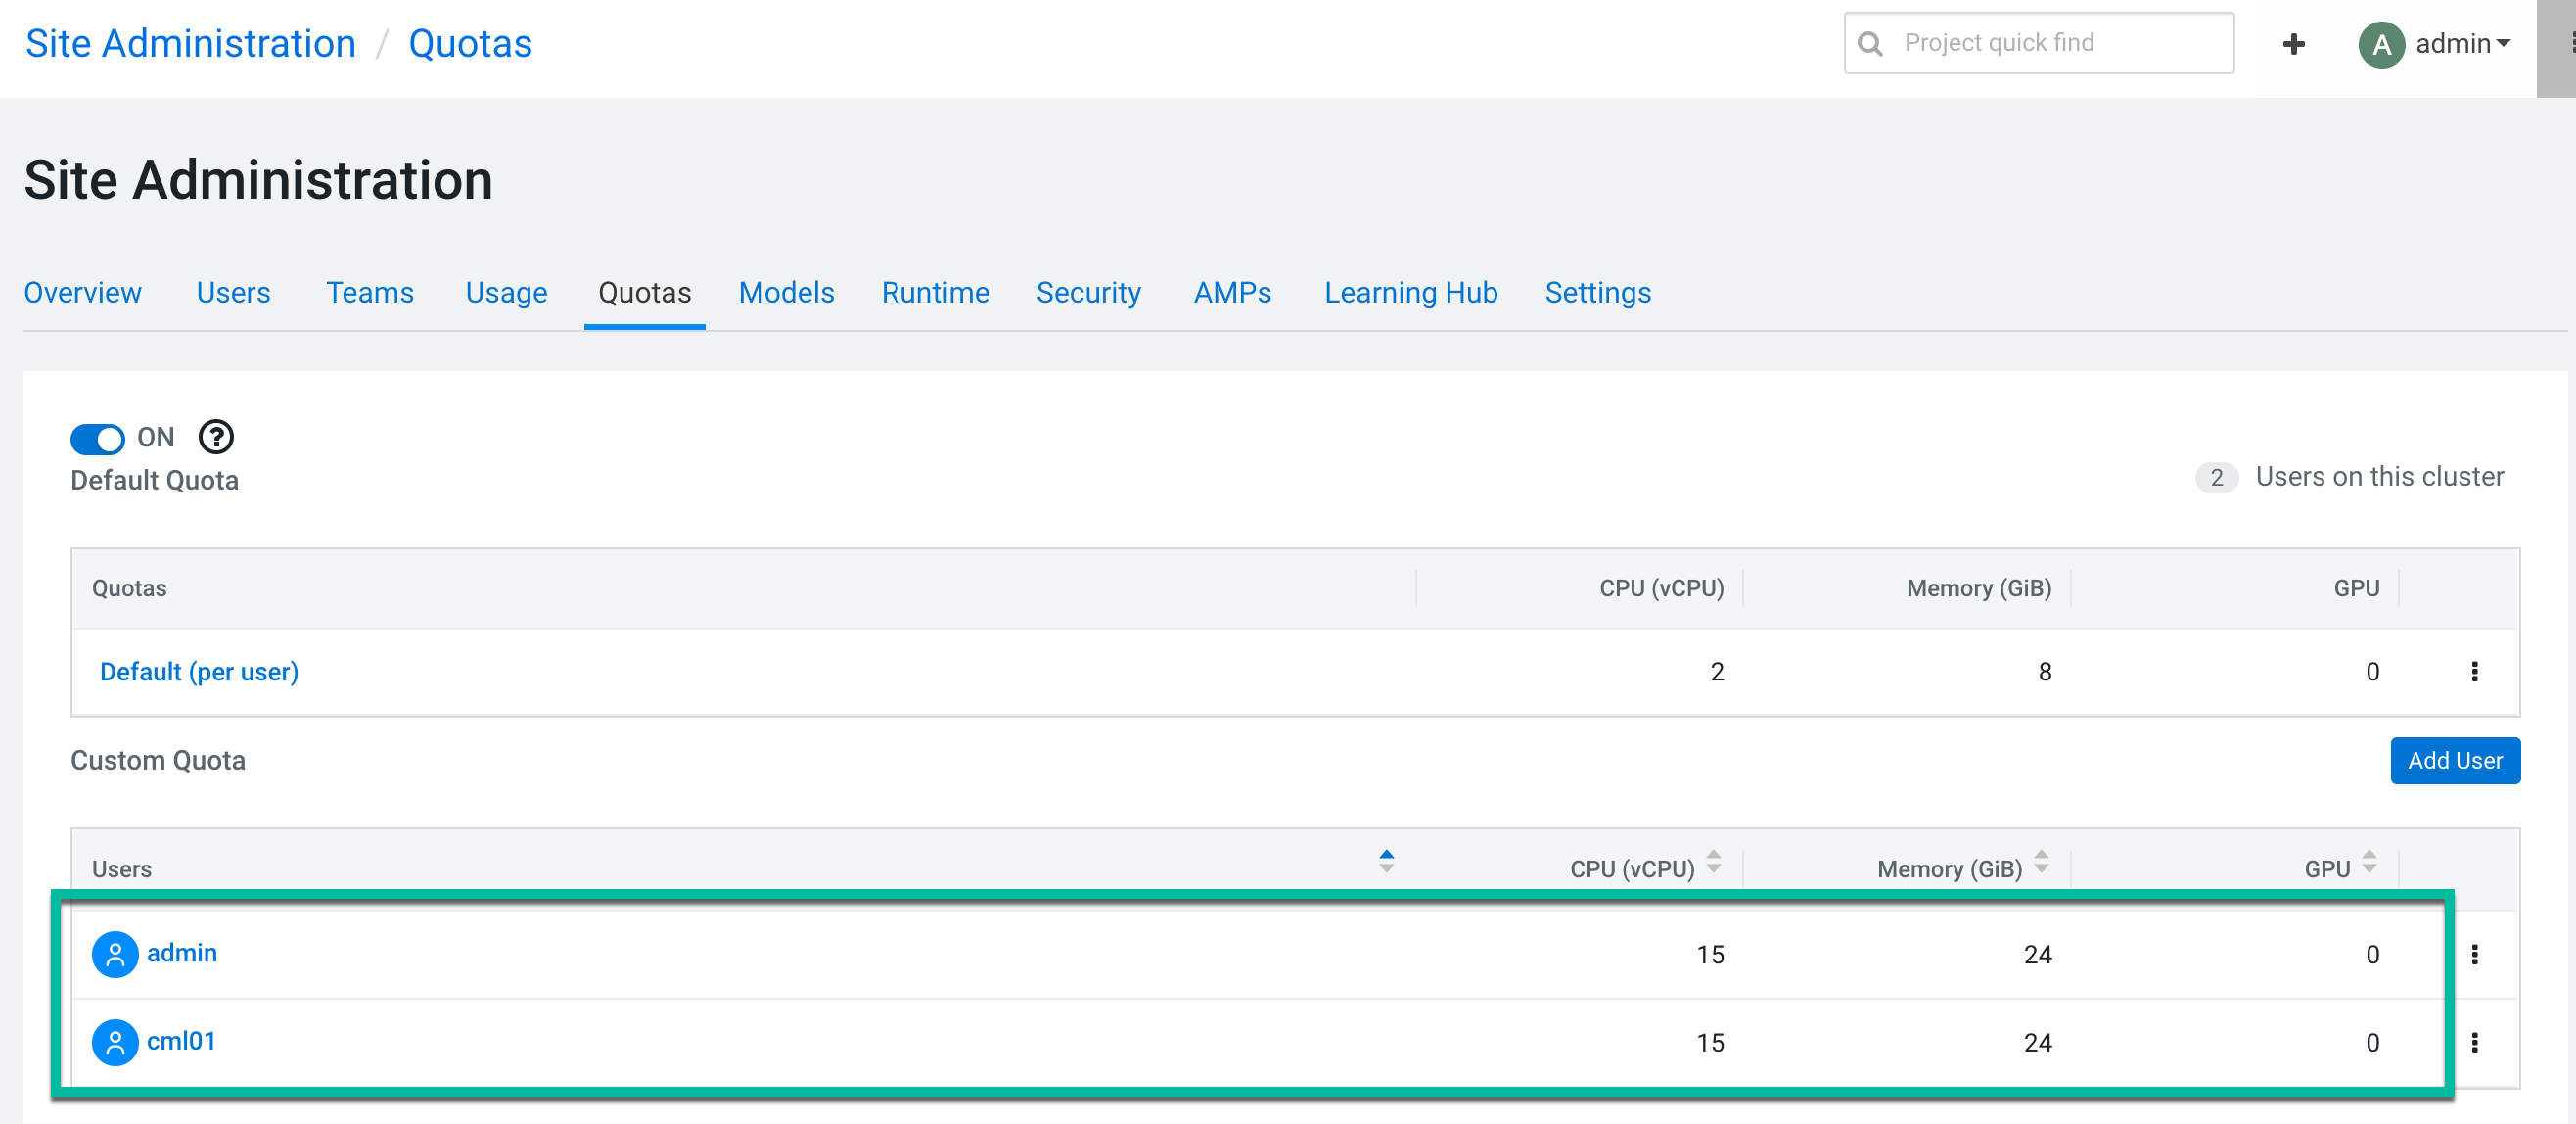 Site Administration / Quotas
Project quick find
+
A admin
Site Administration
Overview Users Teams Usage Quotas Models Runtime Security AMPs Learning Hub Settings
ON ?
Default Quota
2 Users on this cluster
Quotas CPU (vCPU) Memory (GiB) GPU
Default (per user) 2 8 0
Custom Quota
Add User
Users CPU (vCPU) Memory (GiB) GPU
admin 15 24 0
cml01 15 24 0